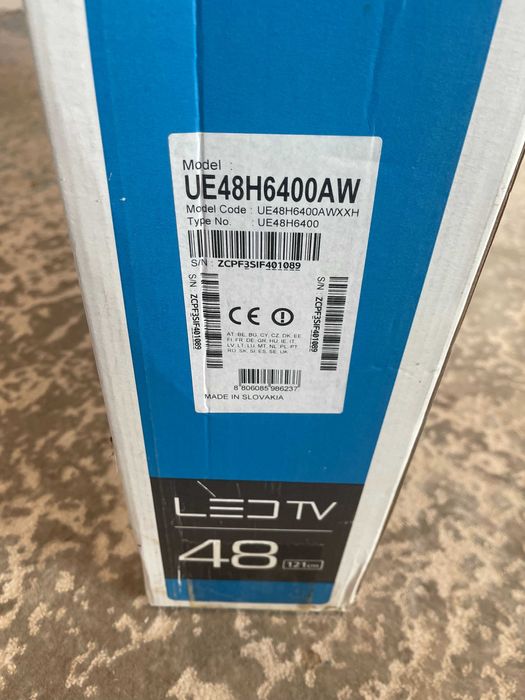 Model :
UE48H6400AW
Model Code : UE48H6400AWXXH
Type No. : UE48H6400
S/N : ZCPF3SIF401089
S/N : ZCPF3SIF401089
S/N : ZCPF3SIF401089
CE
AT, BE, BG, CY, CZ, DK, EE
FI, FR, DE, GR, HU, IE, IT
LV, LT, LU, MT, NL, PL, PT
RO, SK, SI, ES, SE, UK
8 806085 986237
MADE IN SLOVAKIA
LED TV
48
121cm